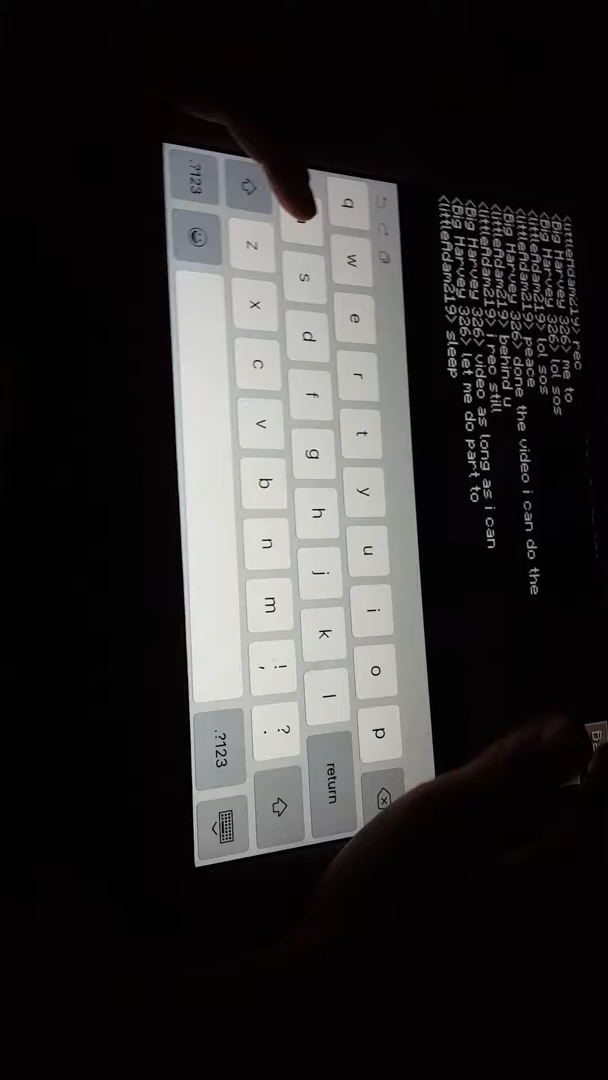 <littleAdam219> rec
<Big Harvey 326> me to
<Big Harvey 326> lol sos
<littleAdam219> lol sos
<littleAdam219> peace
<Big Harvey 326> done the video i can do the
<littleAdam219> behind u
<littleAdam219> i rec still
<Big Harvey 326> video as long as i can
<Big Harvey 326> let me do part to
<littleAdam219> sleep
q w e r t y u i o p
s d f g h j k l return
z x c v b n m ! , ? .
.?123 .?123